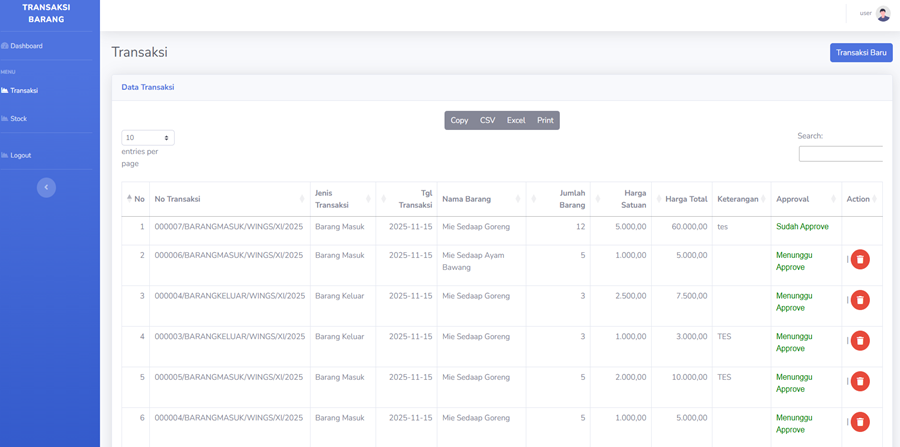 TRANSAKSI
BARANG
user
Dashboard
MENU
Transaksi
Stock
Logout
Transaksi
Transaksi Baru
Data Transaksi
Copy CSV Excel Print
10
entries per
page
Search:
No No Transaksi Jenis Transaksi Tgl Transaksi Nama Barang Jumlah Barang Harga Satuan Harga Total Keterangan Approval Action
1 000007/BARANGMASUK/WINGS/XI/2025 Barang Masuk 2025-11-15 Mie Sedaap Goreng 12 5.000,00 60.000,00 tes Sudah Approve
2 000006/BARANGMASUK/WINGS/XI/2025 Barang Masuk 2025-11-15 Mie Sedaap Ayam Bawang 5 1.000,00 5.000,00 Menunggu Approve |
3 000004/BARANGKELUAR/WINGS/XI/2025 Barang Keluar 2025-11-15 Mie Sedaap Goreng 3 2.500,00 7.500,00 Menunggu Approve |
4 000003/BARANGKELUAR/WINGS/XI/2025 Barang Keluar 2025-11-15 Mie Sedaap Goreng 3 1.000,00 3.000,00 TES Menunggu Approve |
5 000005/BARANGMASUK/WINGS/XI/2025 Barang Masuk 2025-11-15 Mie Sedaap Goreng 5 2.000,00 10.000,00 TES Menunggu Approve |
6 000004/BARANGMASUK/WINGS/XI/2025 Barang Masuk 2025-11-15 Mie Sedaap Goreng 5 1.000,00 5.000,00 Menunggu Approve |